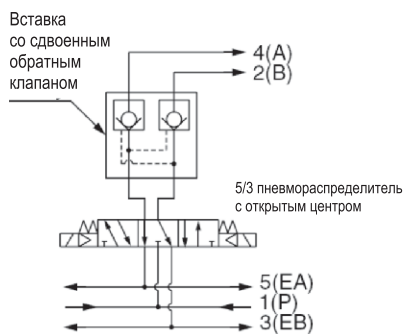 Вставка
со сдвоенным
обратным
клапаном
4(A)
2(B)
5/3 пневмораспределитель
с открытым центром
5(EA)
1(P)
3(EB)